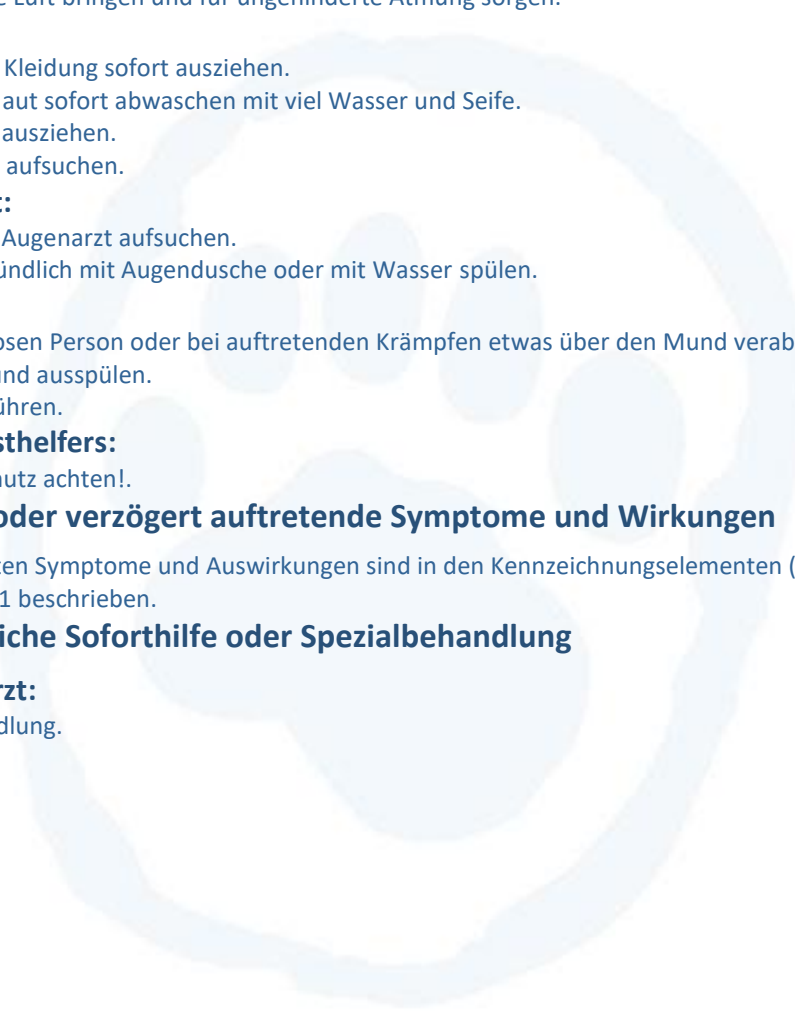 Luft bringen und für ungehinderte Atmung sorgen.
Kleidung sofort ausziehen.
aut sofort abwaschen mit viel Wasser und Seife.
ausziehen.
aufsuchen.
t:
Augenarzt aufsuchen.
ündlich mit Augendusche oder mit Wasser spülen.
osen Person oder bei auftretenden Krämpfen etwas über den Mund verab
und ausspülen.
ühren.
sthelfers:
hutz achten!.
oder verzögert auftretende Symptome und Wirkungen
ten Symptome und Auswirkungen sind in den Kennzeichnungselementen (
1 beschrieben.
iche Soforthilfe oder Spezialbehandlung
rzt:
dlung.